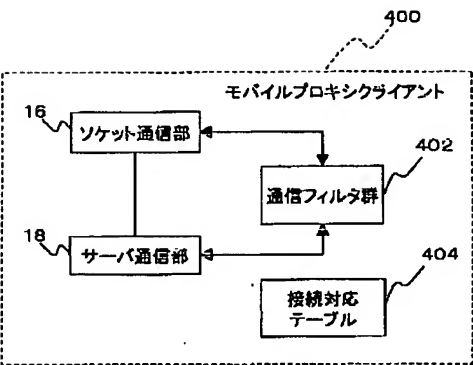 400
モバイルプロキシクライアント
16
ソケット通信部
402
通信フィルタ群
18
サーバ通信部
404
接続対応
テーブル